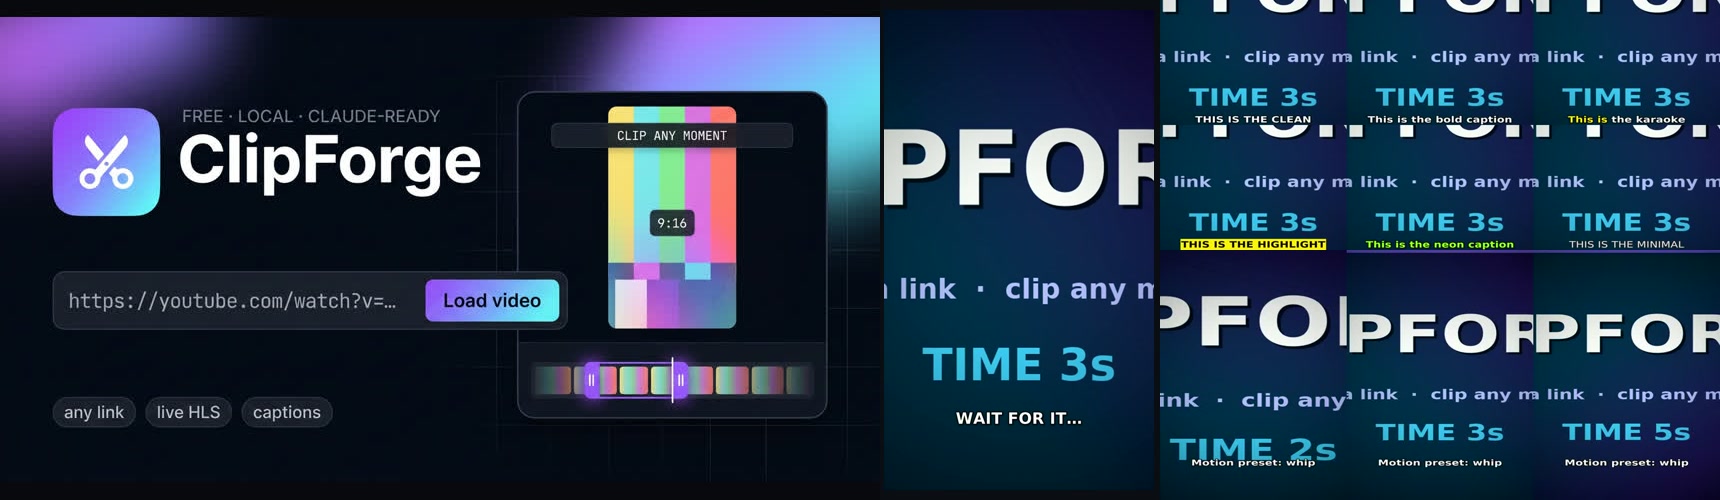 FREE · LOCAL · CLAUDE-READY
ClipForge
https://youtube.com/watch?v=…
Load video
any link
live HLS
captions
CLIP ANY MOMENT
9:16
PFOR
link · clip any m
TIME 3s
WAIT FOR IT…
a link · clip any m
TIME 3s
THIS IS THE CLEAN
a link · clip any m
TIME 3s
This is the bold caption
a link · clip any m
TIME 3s
This is the karaoke
a link · clip any m
TIME 3s
THIS IS THE HIGHLIGHT
a link · clip any m
TIME 3s
This is the neon caption
a link · clip any m
TIME 3s
THIS IS THE MINIMAL
PFO
ink · clip any
TIME 2s
Motion preset: whip
PFOR
a link · clip any m
TIME 3s
Motion preset: whip
PFOR
a link · clip any m
TIME 5s
Motion preset: whip